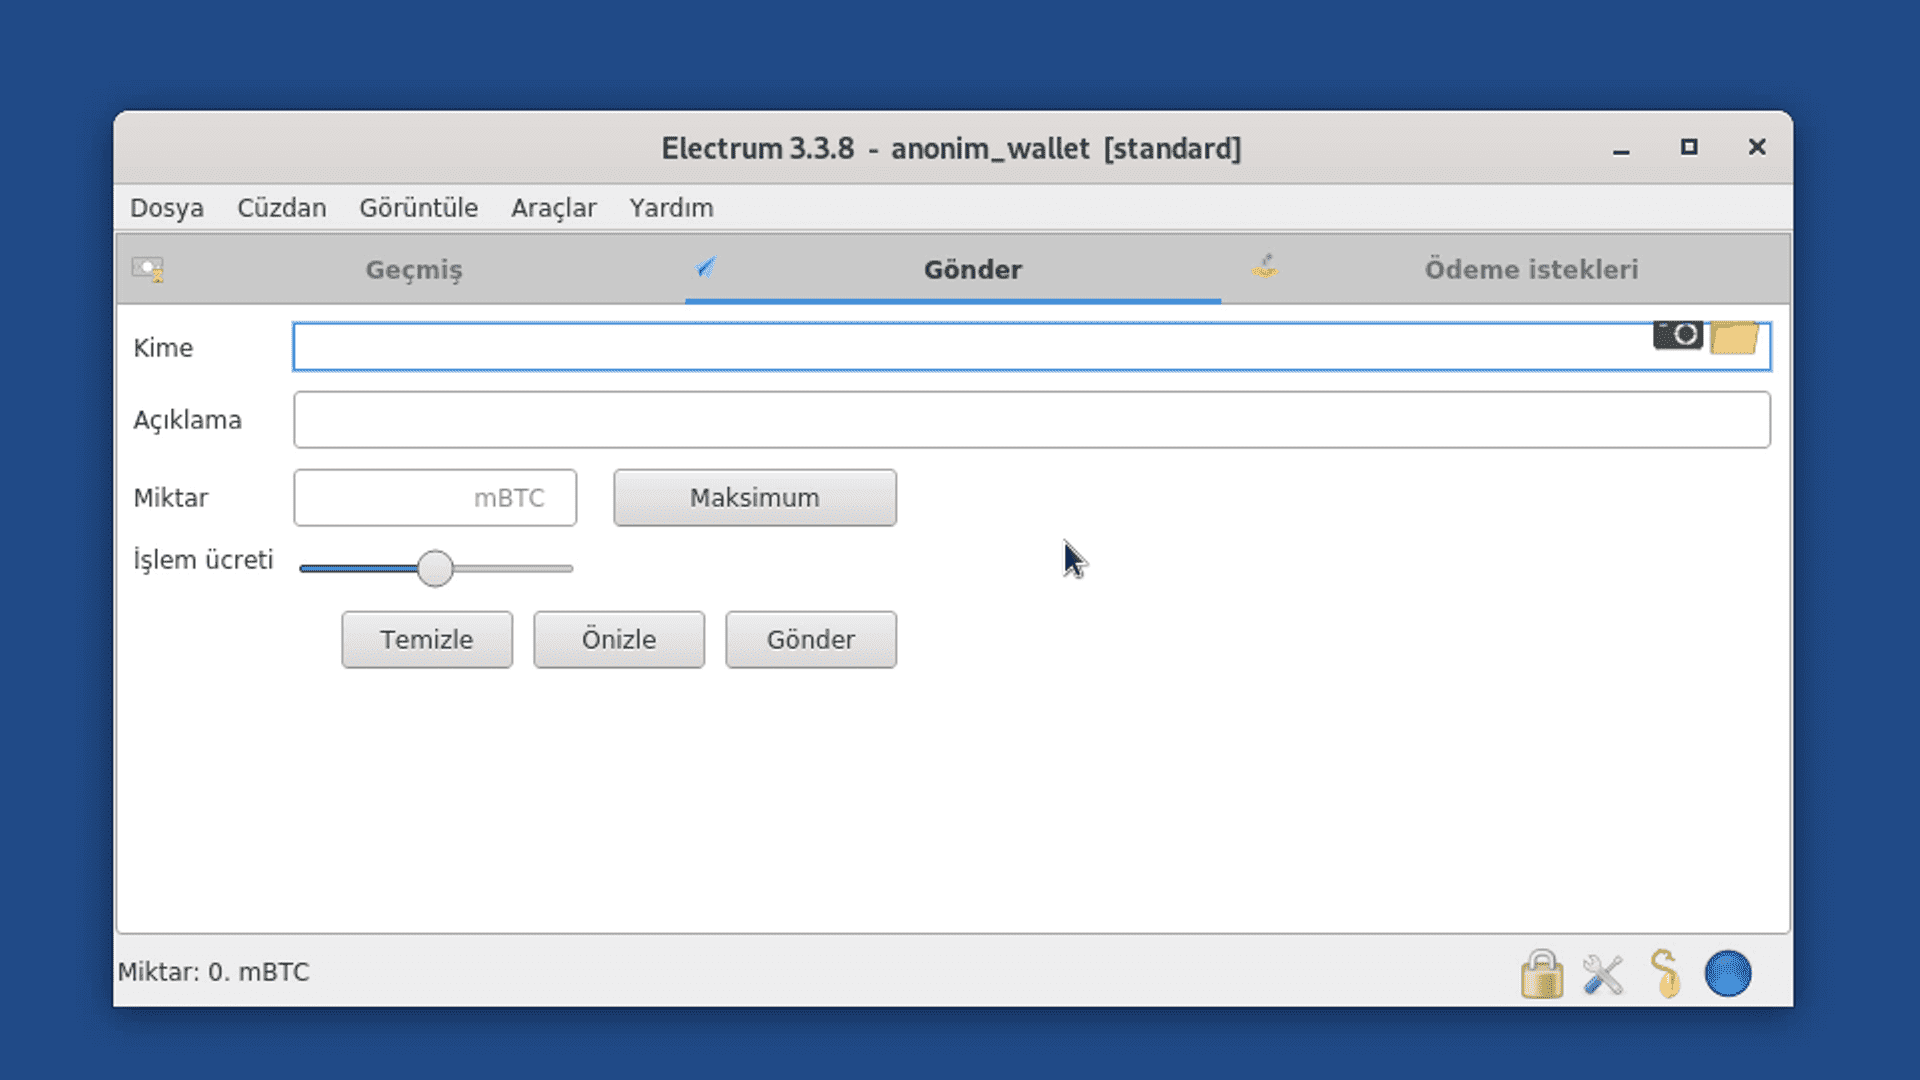 Electrum 3.3.8 - anonim_wallet [standard]
Dosya Cüzdan Görüntüle Araçlar Yardım
Geçmiş Gönder Ödeme istekleri
Kime
Açıklama
Miktar mBTC Maksimum
İşlem ücreti
Temizle Önizle Gönder
Miktar: 0. mBTC